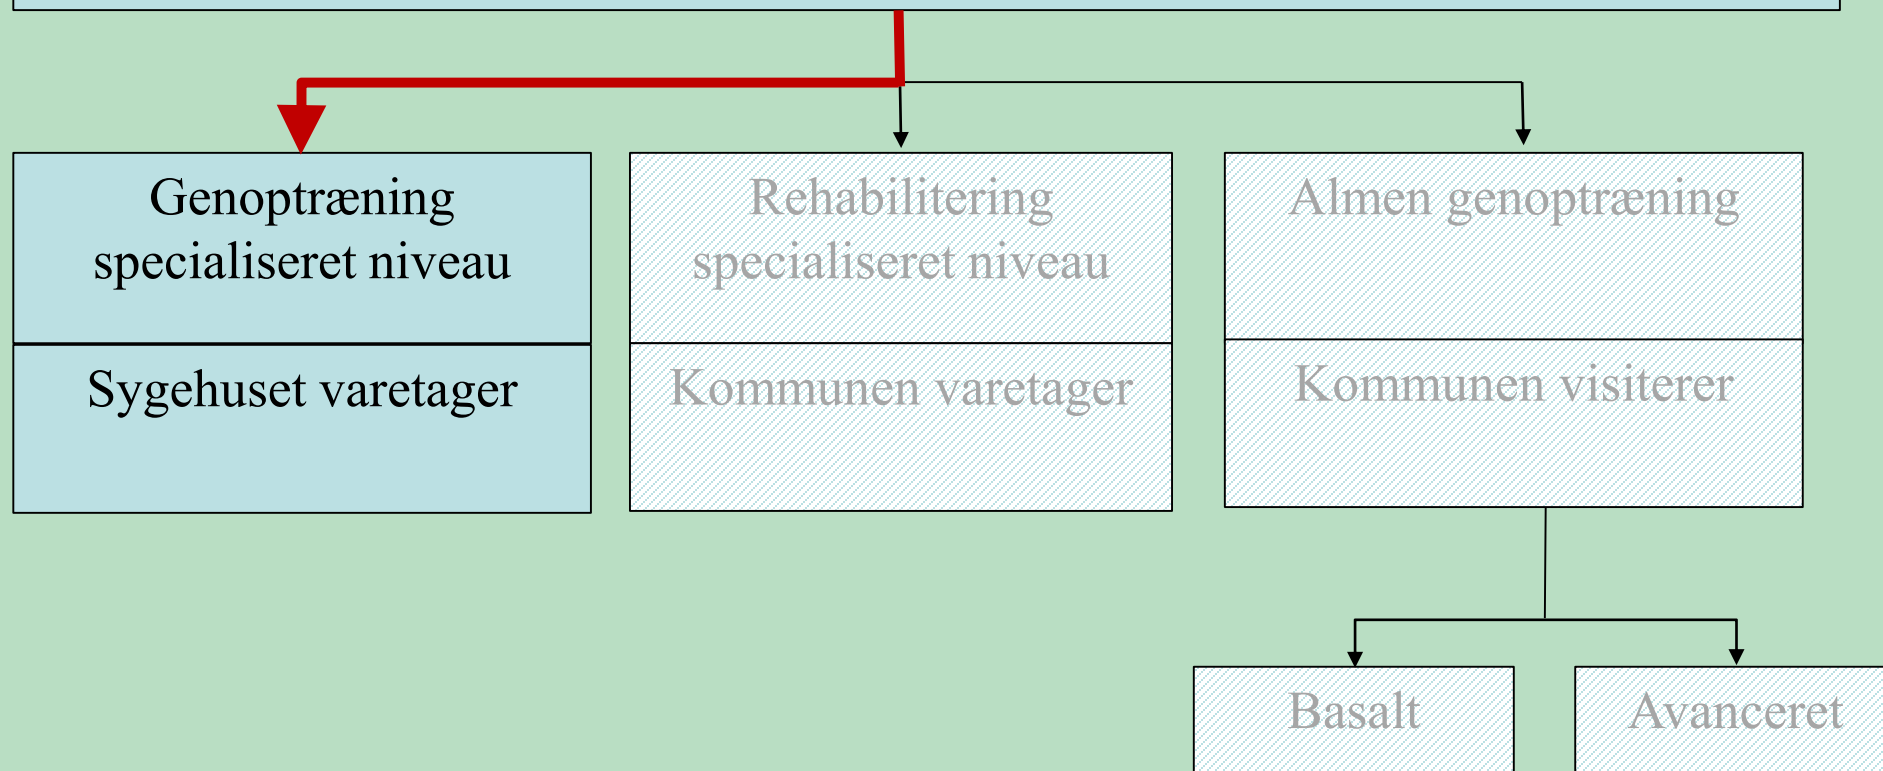 Genoptræning
specialiseret niveau
Sygehuset varetager
Rehabilitering
specialiseret niveau
Kommunen varetager
Almen genoptræning
Kommunen visiterer
Basalt
Avanceret